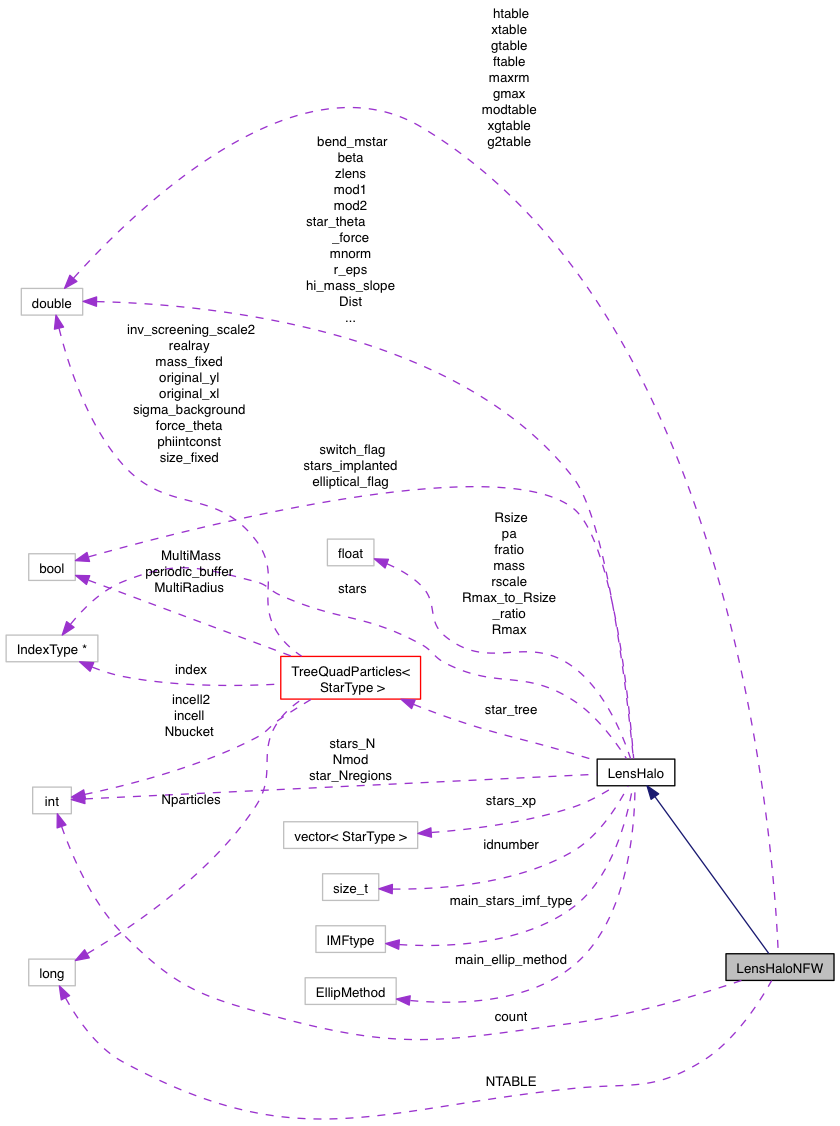 htable
xtable
gtable
ftable
maxrm
gmax
modtable
xgtable
g2table
bend_mstar
beta
zlens
mod1
mod2
star_theta
_force
mnorm
r_eps
hi_mass_slope
Dist
...
double
inv_screening_scale2
realray
mass_fixed
original_yl
original_xl
sigma_background
force_theta
phiintconst
size_fixed
switch_flag
stars_implanted
elliptical_flag
Rsize
pa
fratio
mass
rscale
Rmax_to_Rsize
_ratio
Rmax
float
bool
MultiMass
periodic_buffer
MultiRadius
stars
IndexType *
index
TreeQuadParticles<
StarType >
incell2
incell
Nbucket
star_tree
stars_N
Nmod
star_Nregions
LensHalo
int
Nparticles
stars_xp
vector< StarType >
idnumber
size_t
main_stars_imf_type
IMFtype
main_ellip_method
long
EllipMethod
LensHaloNFW
count
NTABLE